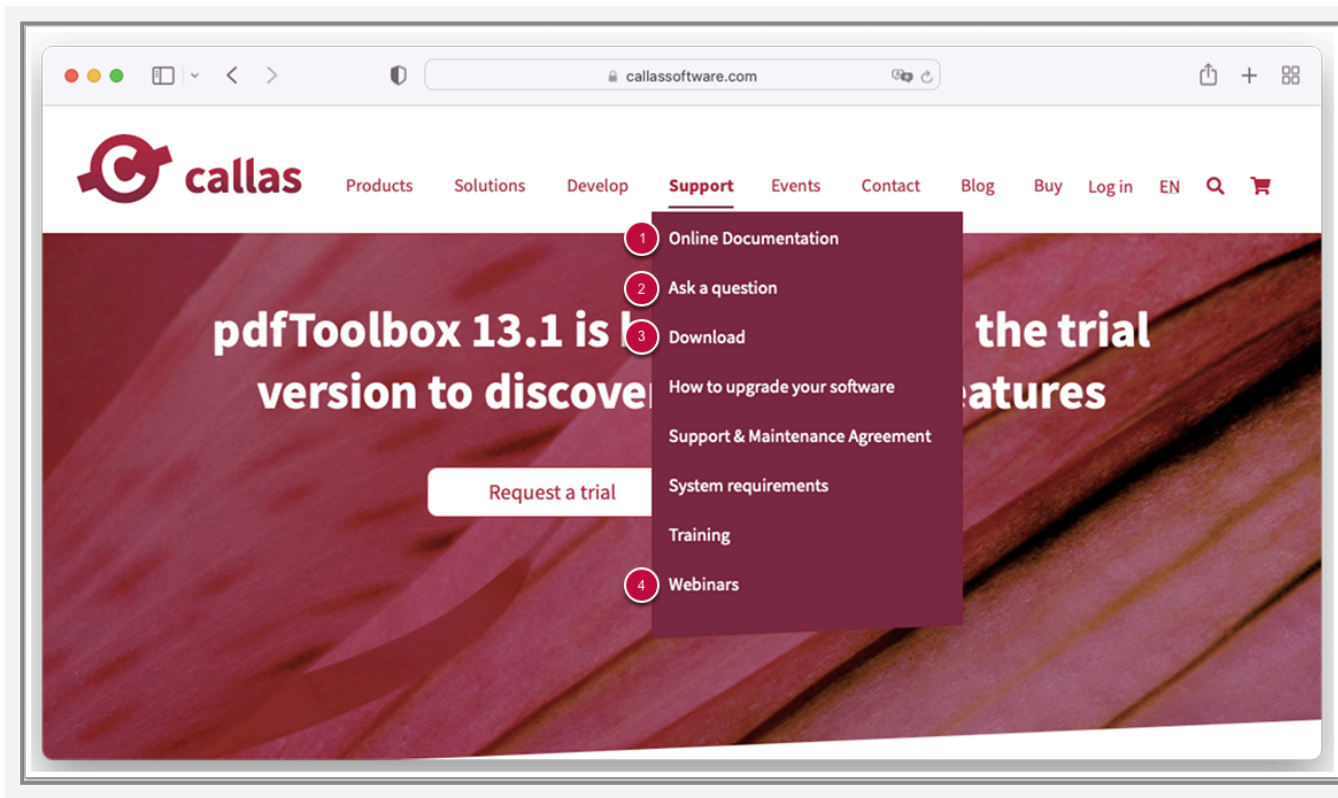 callassoftware.com
callas
Products Solutions Develop Support Events Contact Blog Buy Log in EN
1 Online Documentation
2 Ask a question
pdfToolbox 13.1 is the trial
3 Download
How to upgrade your software
version to discove atures
Support & Maintenance Agreement
Request a trial
System requirements
Training
4 Webinars